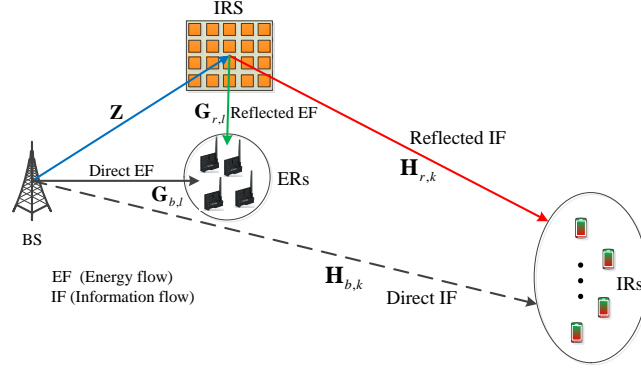 IRS
Z
G_{r,l} Reflected EF
Reflected IF
H_{r,k}
Direct EF
ERs
G_{b,l}
BS
H_{b,k}
EF (Energy flow)
IF (Information flow)
Direct IF
IRs